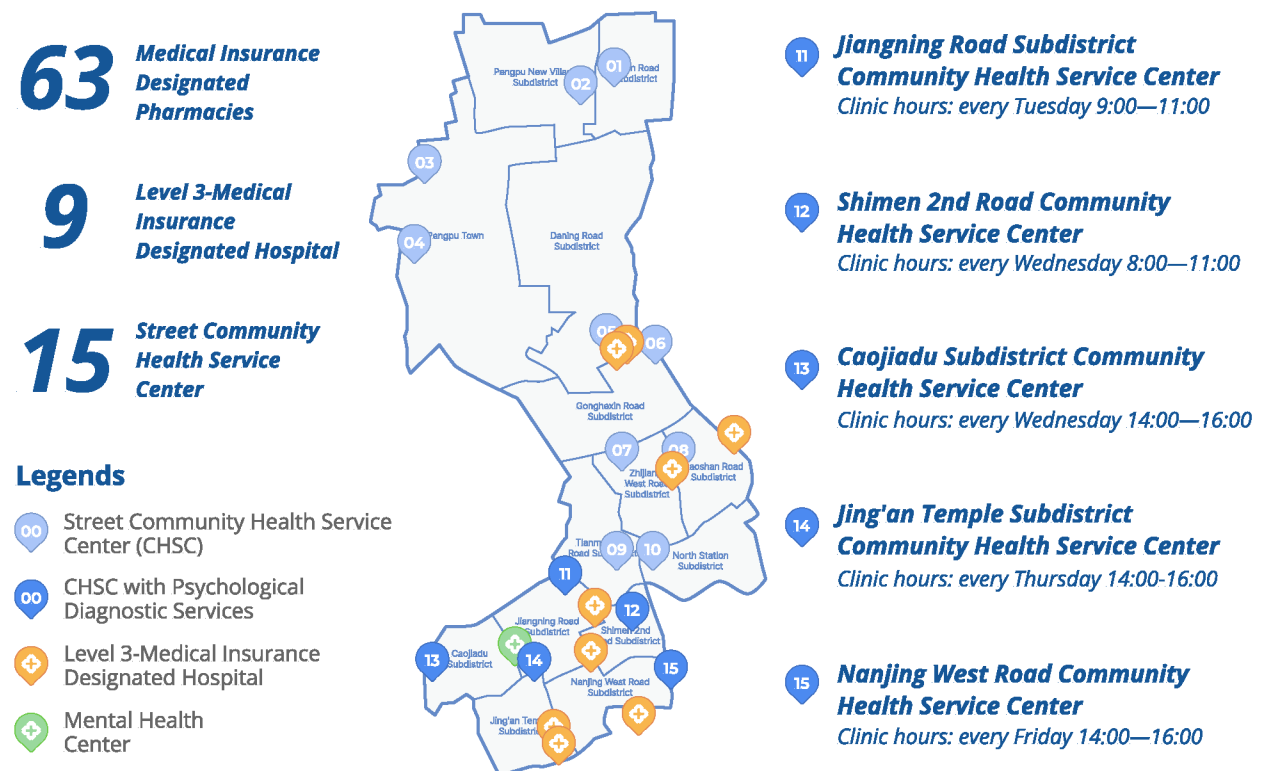 63
Medical Insurance
Designated
Pharmacies
9
Level 3-Medical
Insurance
Designated Hospital
15
Street Community
Health Service
Center
Legends
00
Street Community Health Service
Center (CHSC)
00
CHSC with Psychological
Diagnostic Services
Level 3-Medical Insurance
Designated Hospital
Mental Health
Center
Pengpu New
Subdistrict
02
01
Road
03
04
Town
Daning Road
Subdistrict
05
06
Gonghexin Road
Subdistrict
07
08
West
Subdistrict
Road
Subdistrict
09
10
North Station
Subdistrict
11
12
Jiangning Road
Shimen 2nd
13
Caojiadu
Subdistrict
14
15
Nanjing West Road
Subdistrict
Jing'an
11
Jiangning Road Subdistrict
Community Health Service Center
Clinic hours: every Tuesday 9:00—11:00
12
Shimen 2nd Road Community
Health Service Center
Clinic hours: every Wednesday 8:00—11:00
13
Caojiadu Subdistrict Community
Health Service Center
Clinic hours: every Wednesday 14:00—16:00
14
Jing'an Temple Subdistrict
Community Health Service Center
Clinic hours: every Thursday 14:00-16:00
15
Nanjing West Road Community
Health Service Center
Clinic hours: every Friday 14:00—16:00